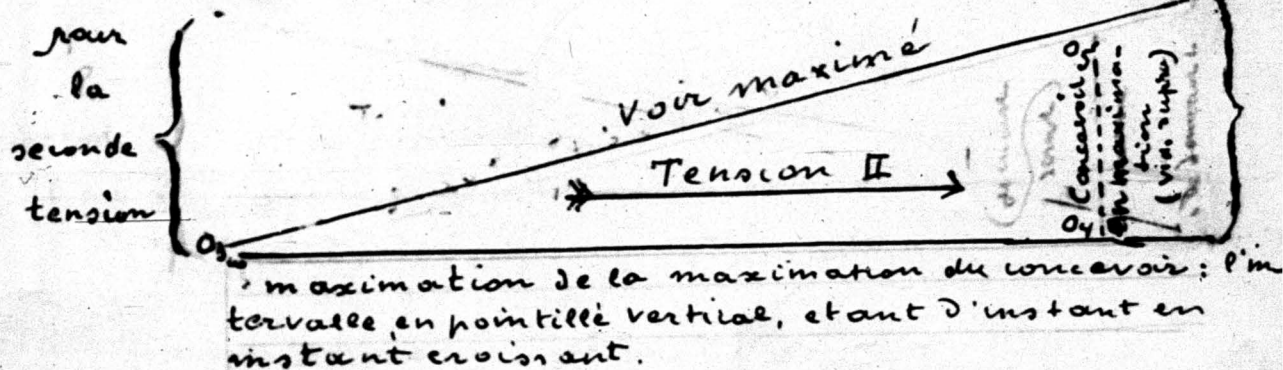 pour
la
seconde
tension
voir maximé
Tension II
O3
O4
Concevoir
en maxima-
tion
(vid. supra)
maximation de la maximation du concevoir : l'in-
tervalle, en pointillé vertical, étant d'instant en
instant croissant.